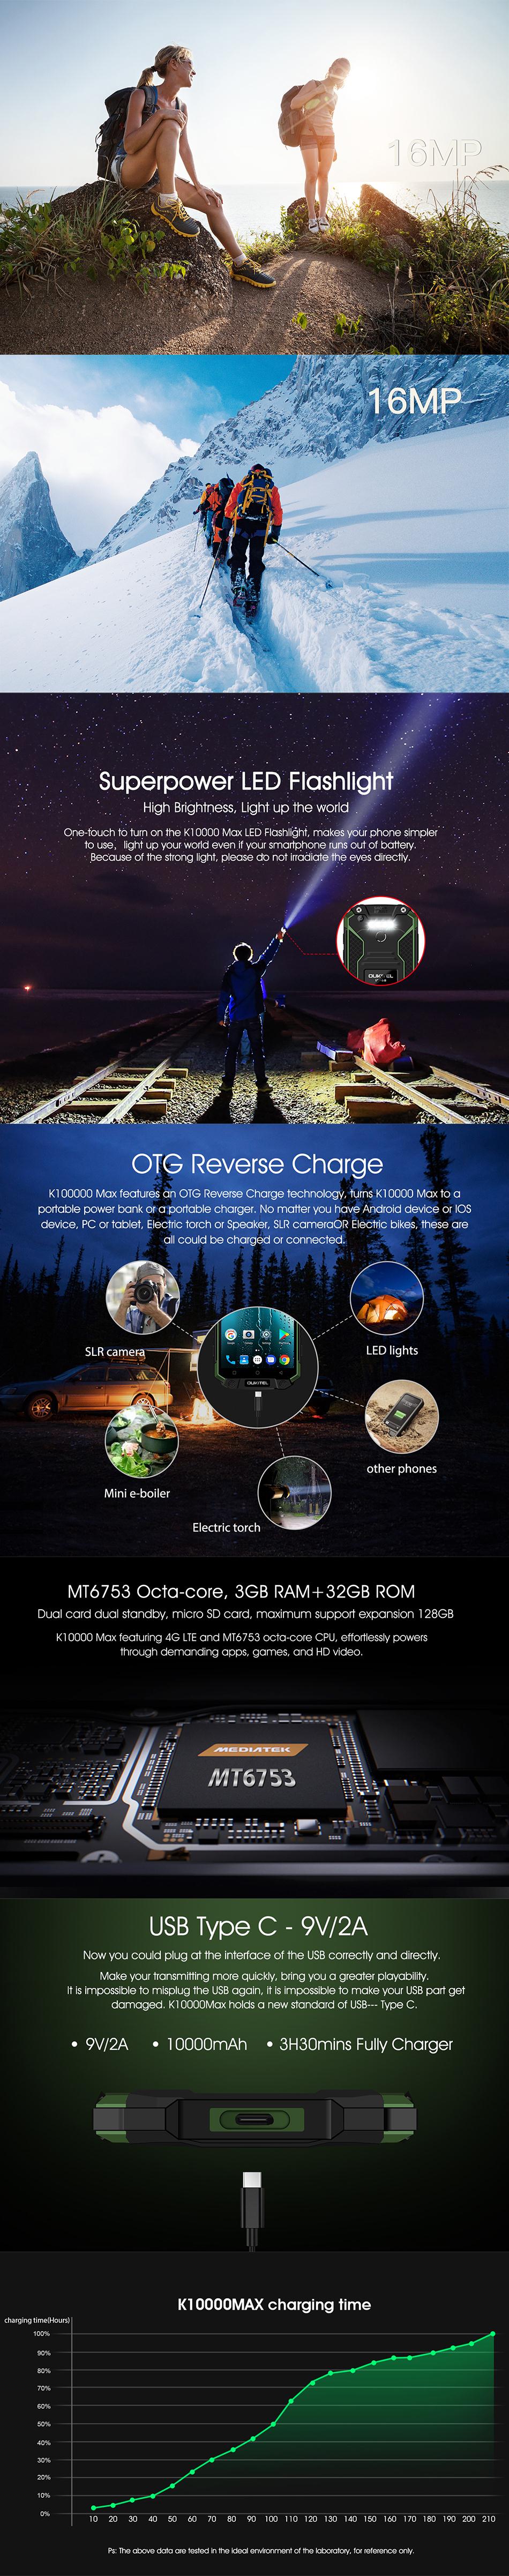 16MP
16MP
Superpower LED Flashlight
High Brightness, Light up the world
One-fouch to turn on the K10000 Max LED Flashlight, makes your phone simpler
to use, light up your world even if your smartphone runs out of battery.
Because of the strong light, please do not irradiate the eyes directly.
OUKITEL
OTG Reverse Charge
K100000 Max features an OTG Reverse Charge technology, turns K10000 Max to a
portable power bank or a portable charger. No matter you have Android device or IOS
device, PC or tablet, Electric torch or Speaker, SLR cameraOR Electric bikes, these are
all could be charged or connected.
SLR camera
LED lights
OUKITEL
other phones
Mini e-boiler
Electric torch
MT6753 Octa-core, 3GB RAM+32GB ROM
Dual card dual standby, micro SD card, maximum support expansion 128GB
K10000 Max featuring 4G LTE and MT6753 octa-core CPU, effortlessly powers
through demanding apps, games, and HD video.
MEDIATEK
MT6753
USB Type C - 9V/2A
Now you could plug at the interface of the USB correctly and directly.
Make your transmitting more quickly, bring you a greater playability.
It is impossible to misplug the USB again, it is impossible to make your USB part get
damaged. K10000Max holds a new standard of USB--- Type C.
• 9V/2A • 10000mAh • 3H30mins Fully Charger
K10000MAX charging time
charging time(Hours)
100%
90%
80%
70%
60%
50%
40%
30%
20%
10%
0%
10 20 30 40 50 60 70 80 90 100 110 120 130 140 150 160 170 180 190 200 210
Ps: The above data are tested in the ideal environment of the laboratory, for reference only.